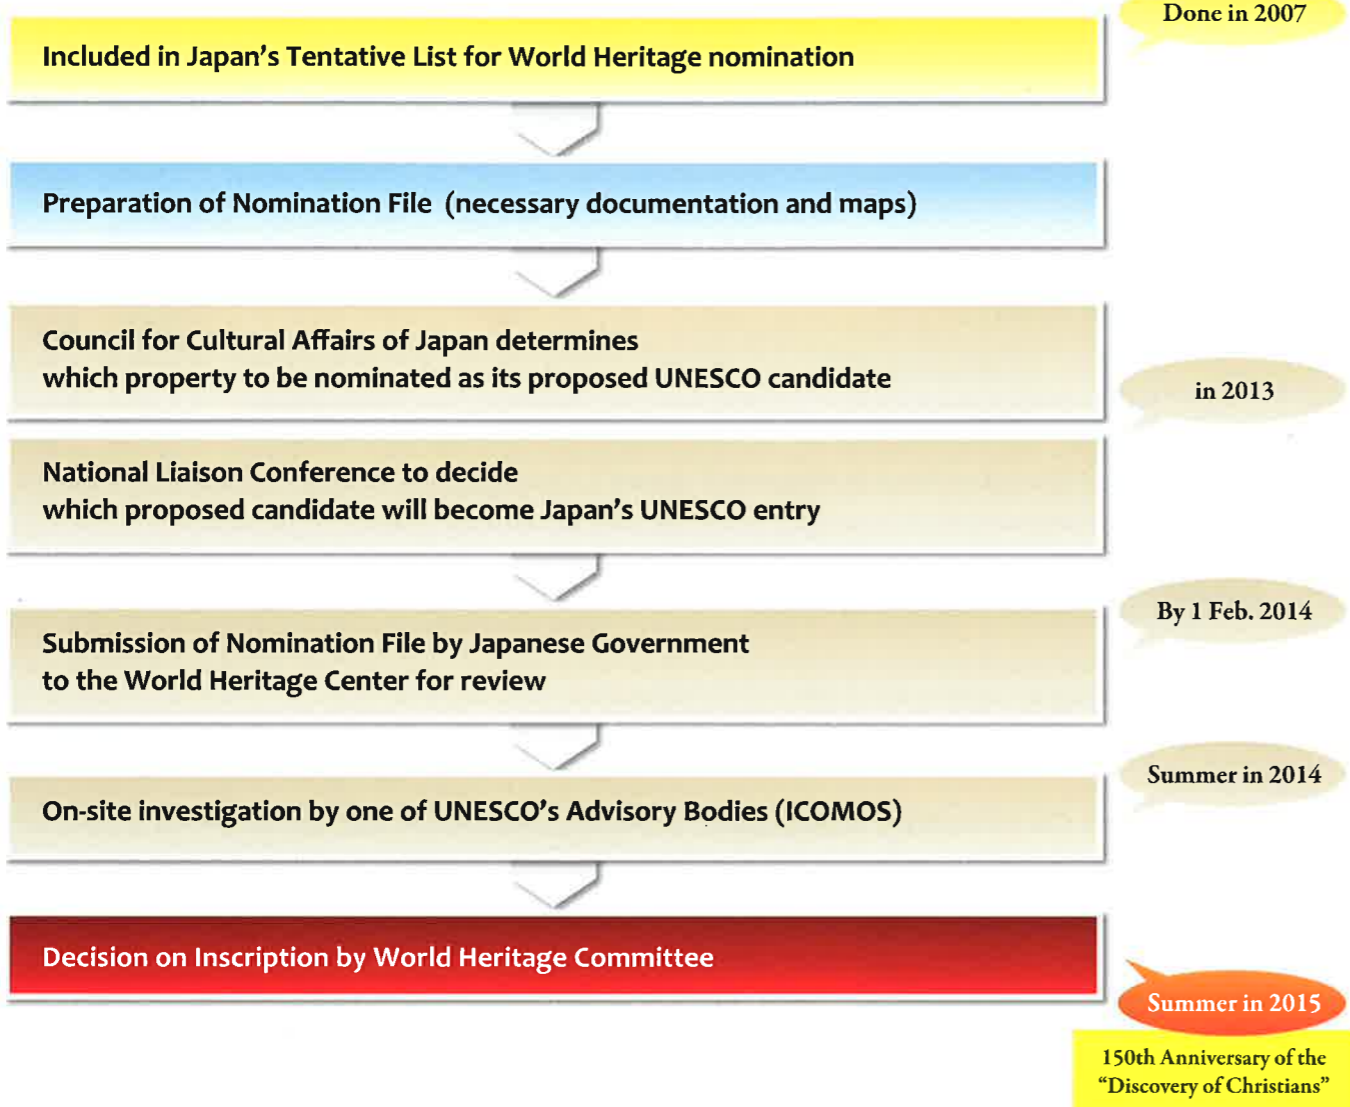 Done in 2007
Included in Japan's Tentative List for World Heritage nomination
Preparation of Nomination File (necessary documentation and maps)
Council for Cultural Affairs of Japan determines
which property to be nominated as its proposed UNESCO candidate
in 2013
National Liaison Conference to decide
which proposed candidate will become Japan's UNESCO entry
By 1 Feb. 2014
Submission of Nomination File by Japanese Government
to the World Heritage Center for review
Summer in 2014
On-site investigation by one of UNESCO's Advisory Bodies (ICOMOS)
Decision on Inscription by World Heritage Committee
Summer in 2015
150th Anniversary of the
“Discovery of Christians”